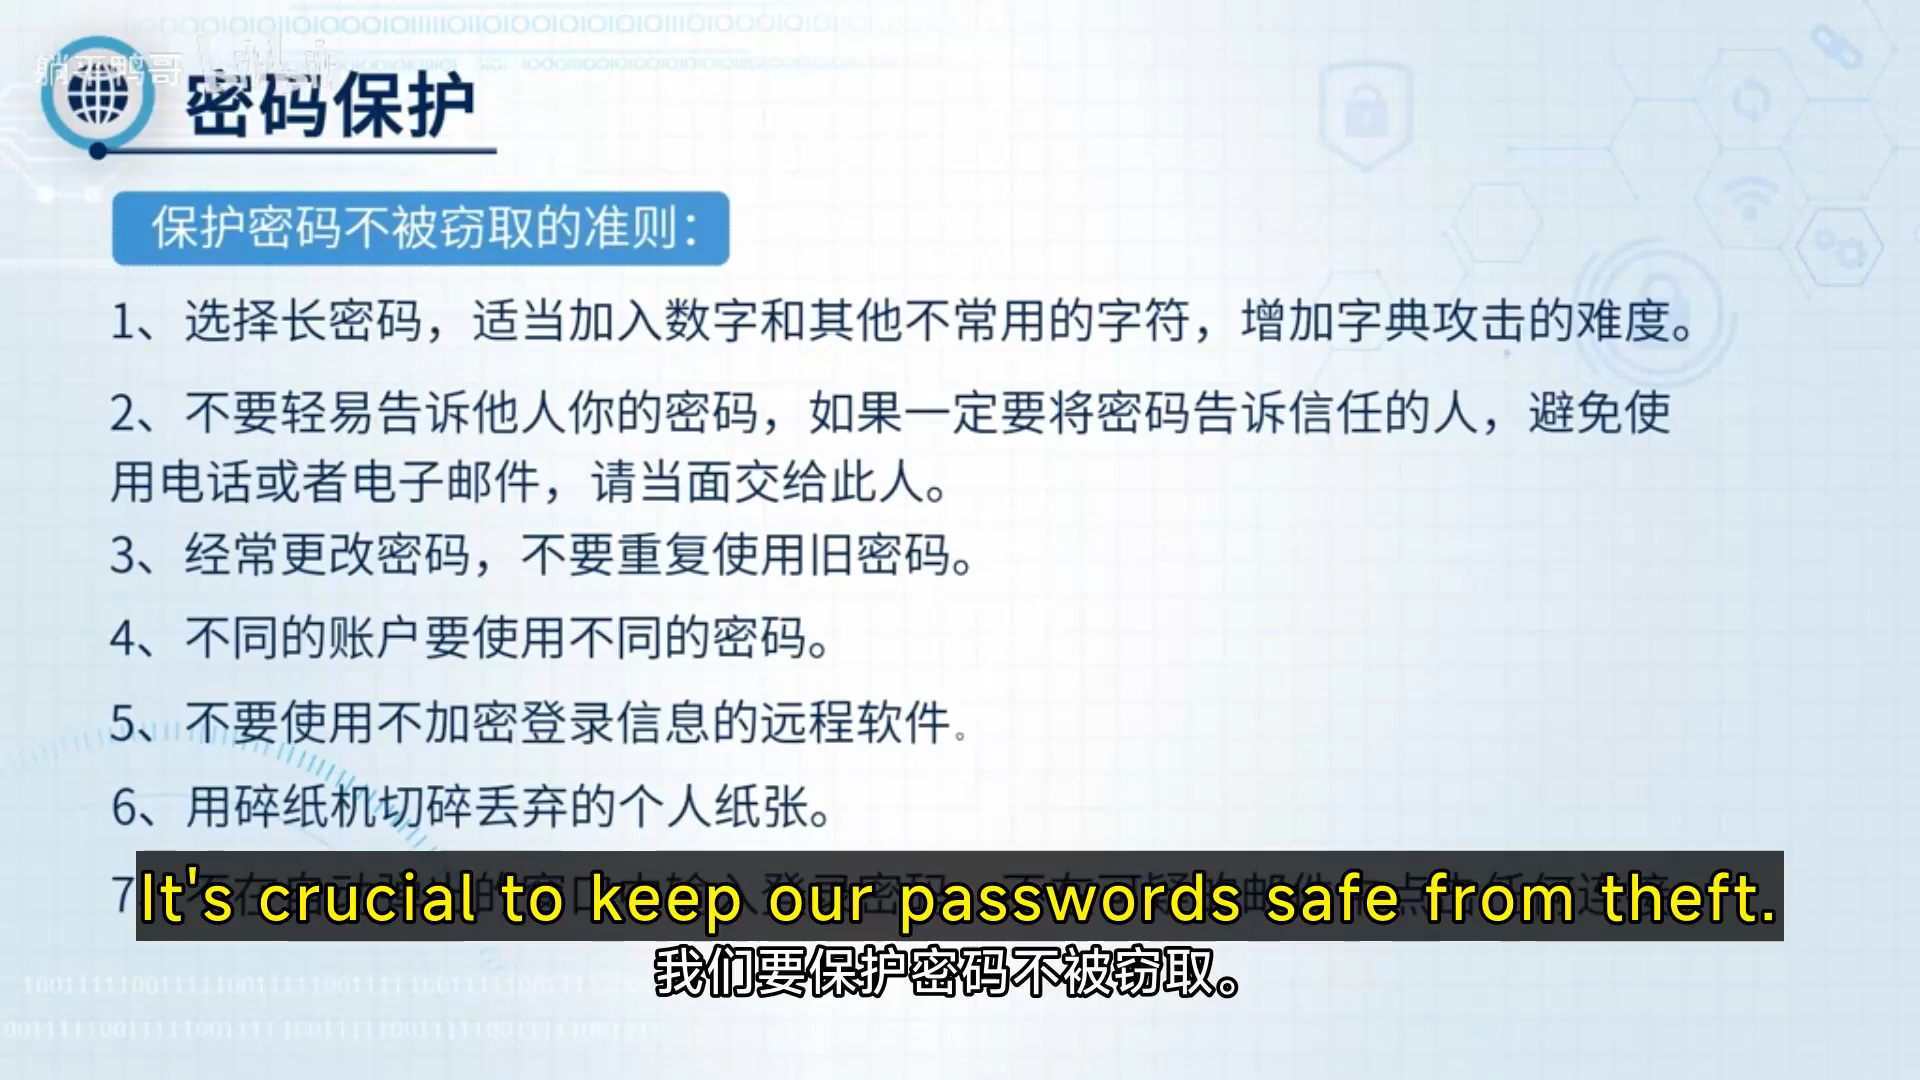 躺平鸭哥
密码保护
保护密码不被窃取的准则：
1、选择长密码，适当加入数字和其他不常用的字符，增加字典攻击的难度。
2、不要轻易告诉他人你的密码，如果一定要将密码告诉信任的人，避免使
用电话或者电子邮件，请当面交给此人。
3、经常更改密码，不要重复使用旧密码。
4、不同的账户要使用不同的密码。
5、不要使用不加密登录信息的远程软件。
6、用碎纸机切碎丢弃的个人纸张。
7
It's crucial to keep our passwords safe from theft.
我们要保护密码不被窃取。